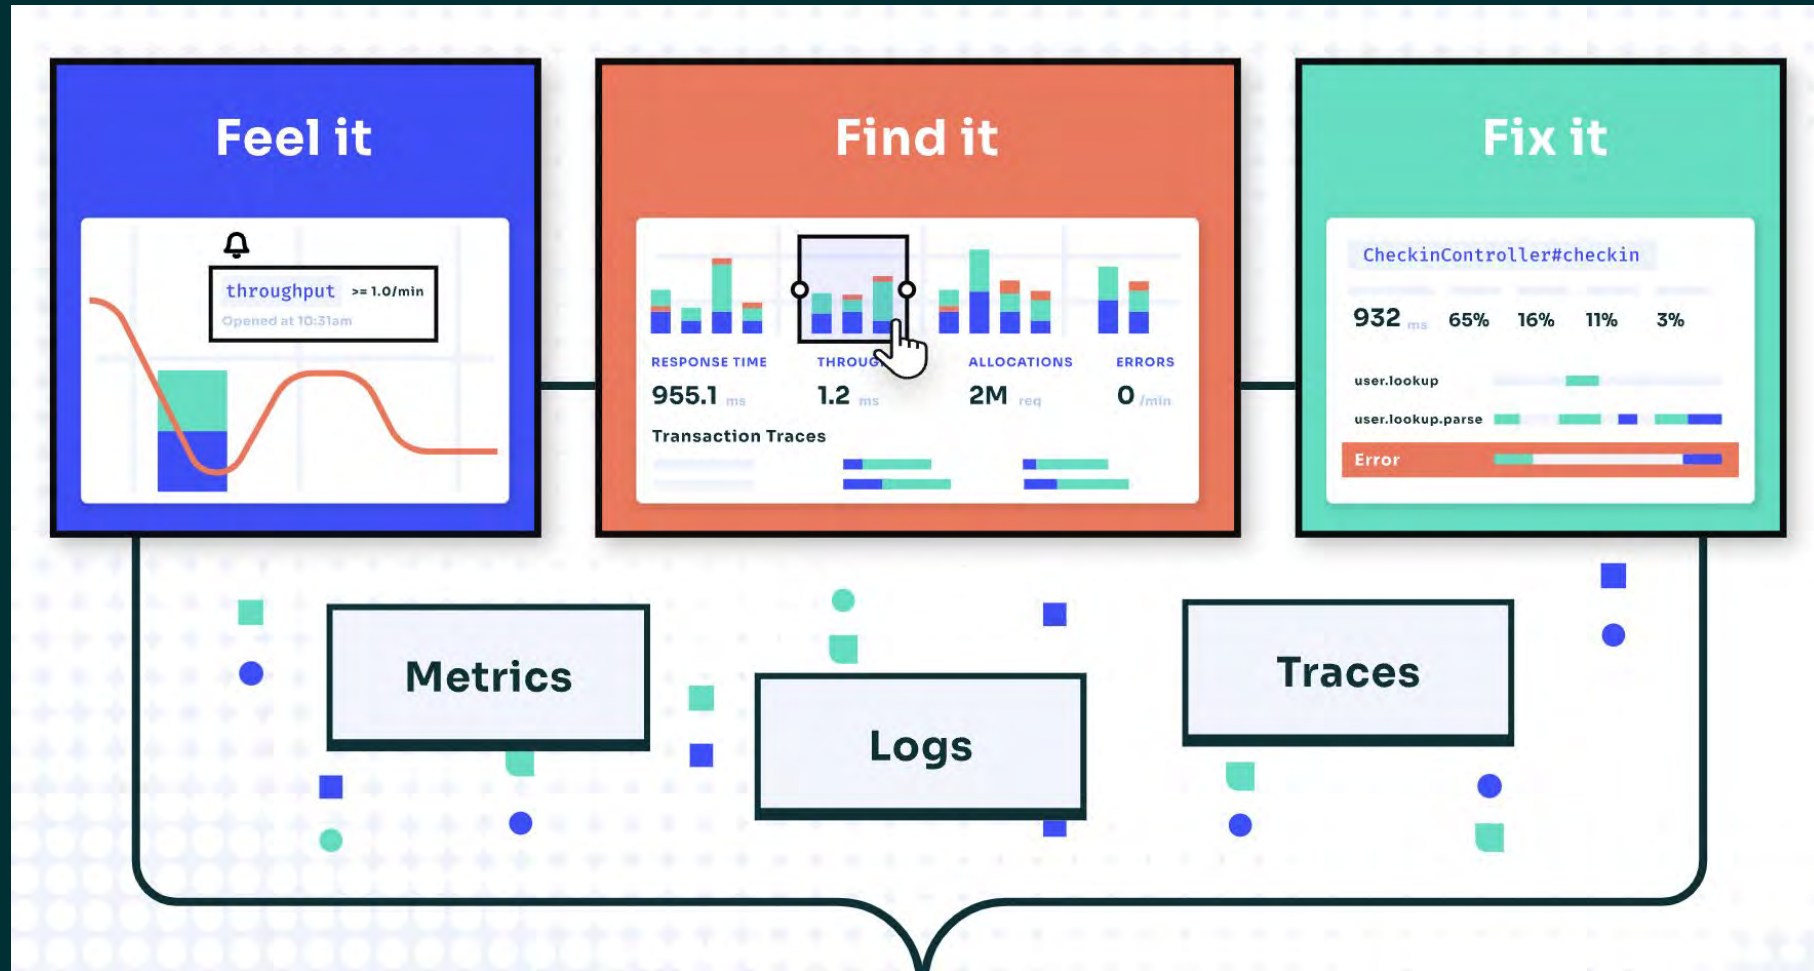 Feel it
throughput >= 1.0/min
Opened at 10:31am
Find it
RESPONSE TIME THROUG ALLOCATIONS ERRORS
955.1 ms 1.2 ms 2M req 0 /min
Transaction Traces
Fix it
CheckinController#checkin
932 ms 65% 16% 11% 3%
user.lookup
user.lookup.parse
Error
Metrics
Logs
Traces